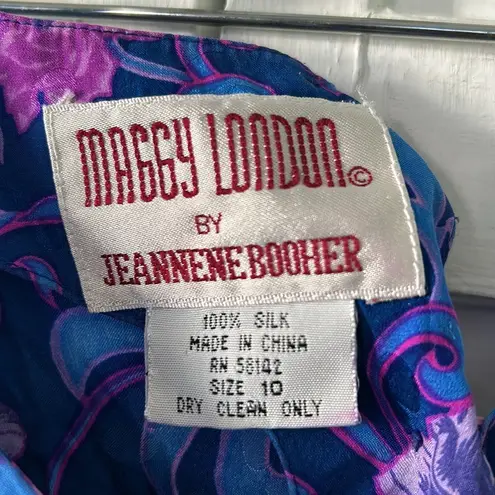 MAGGY LONDON©
BY
JEANNENE BOOHER
100% SILK
MADE IN CHINA
RN 58142
SIZE 10
DRY CLEAN ONLY